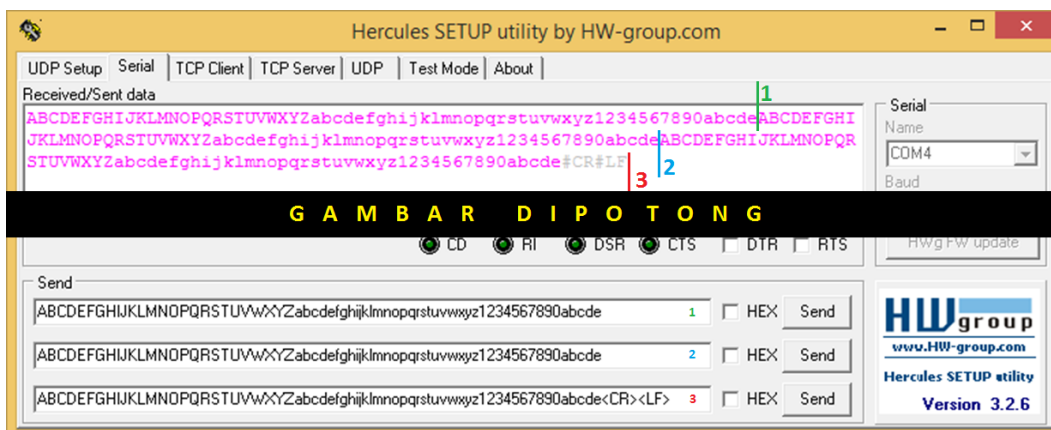 Hercules SETUP utility by HW-group.com
UDP Setup Serial TCP Client TCP Server UDP Test Mode About
Received/Sent data
1
ABCDEFGHIJKLMNOPQRSTUVWXYZabcdefghijklmnopqrstuvwxyz1234567890abcdeABCDEFGHI
JKLMNOPQRSTUVWXYZabcdefghijklmnopqrstuvwxyz1234567890abcdeABCDEFGHIJKLMNOPQR
STUVWXYZabcdefghijklmnopqrstuvwxyz1234567890abcde#CR#LF
2
3
Serial
Name
COM4
Baud
GAMBAR DIPOTONG
CD RI DSR CTS DTR RTS
HWg FW update
Send
ABCDEFGHIJKLMNOPQRSTUVWXYZabcdefghijklmnopqrstuvwxyz1234567890abcde 1 HEX Send
ABCDEFGHIJKLMNOPQRSTUVWXYZabcdefghijklmnopqrstuvwxyz1234567890abcde 2 HEX Send
ABCDEFGHIJKLMNOPQRSTUVWXYZabcdefghijklmnopqrstuvwxyz1234567890abcde<CR><LF> 3 HEX Send
HW group
www.HW-group.com
Hercules SETUP utility
Version 3.2.6